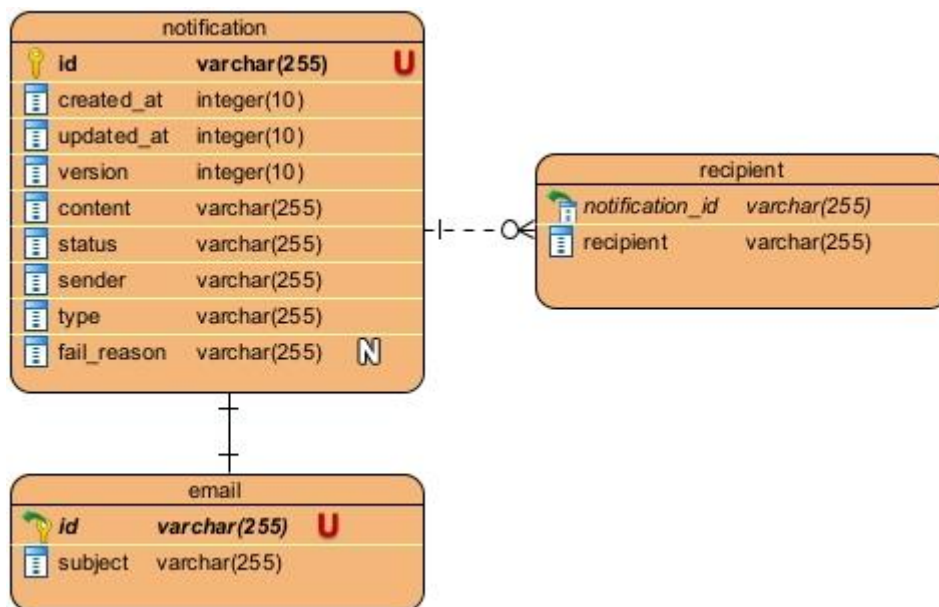 notification
id varchar(255) U
created_at integer(10)
updated_at integer(10)
version integer(10)
content varchar(255)
status varchar(255)
sender varchar(255)
type varchar(255)
fail_reason varchar(255) N
recipient
notification_id varchar(255)
recipient varchar(255)
email
id varchar(255) U
subject varchar(255)